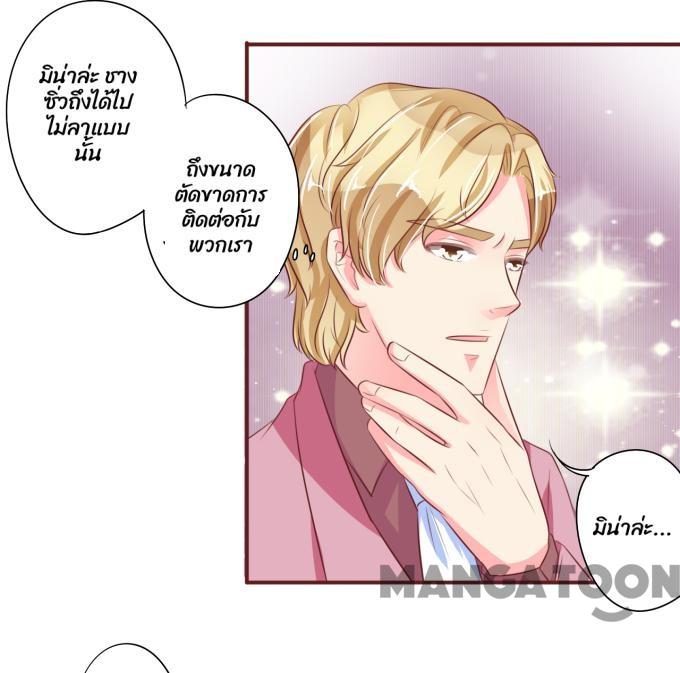 มิน่าล่ะ ชาง
ซิ่วถึงได้ไป
ไม่ลาแบบ
นั้น
ถึงขนาด
ตัดขาดการ
ติดต่อกับ
พวกเรา
มิน่าล่ะ...
MANGATOON